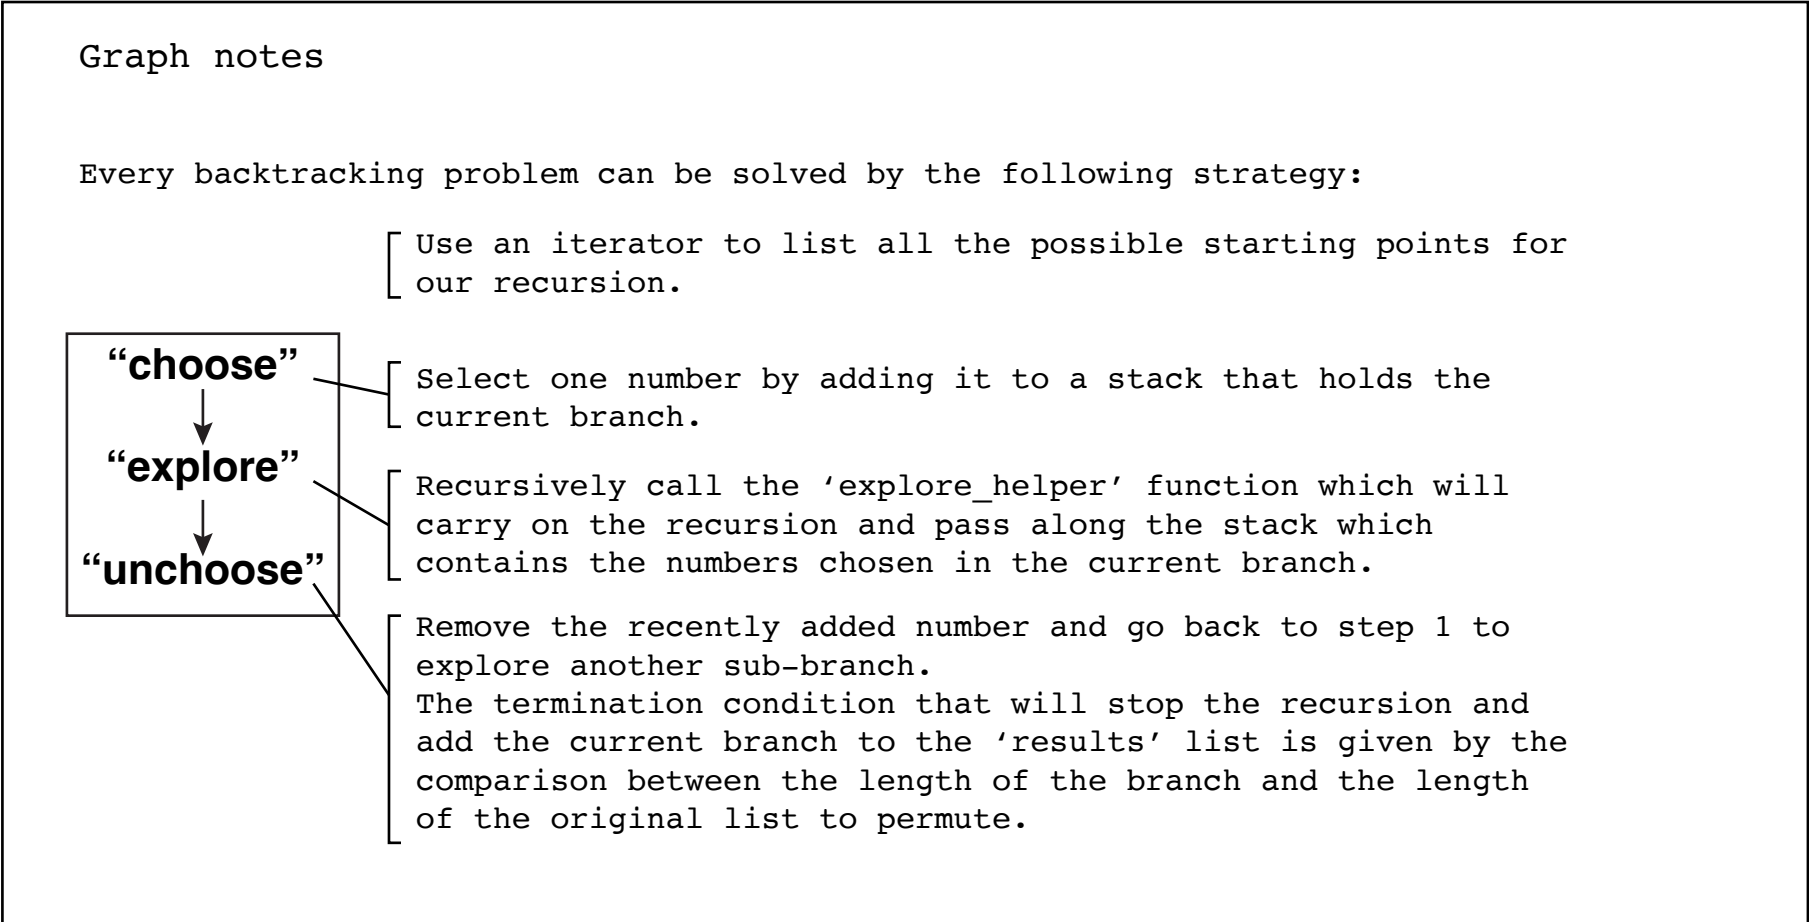 Graph notes
Every backtracking problem can be solved by the following strategy:
Use an iterator to list all the possible starting points for
our recursion.
“choose”
Select one number by adding it to a stack that holds the
current branch.
“explore”
Recursively call the ‘explore_helper’ function which will
carry on the recursion and pass along the stack which
contains the numbers chosen in the current branch.
“unchoose”
Remove the recently added number and go back to step 1 to
explore another sub-branch.
The termination condition that will stop the recursion and
add the current branch to the ‘results’ list is given by the
comparison between the length of the branch and the length
of the original list to permute.